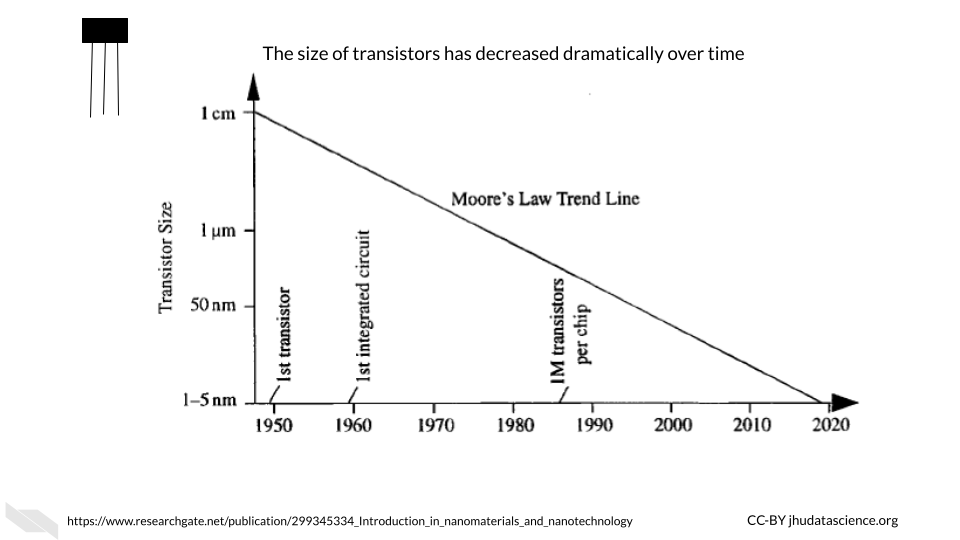 The size of transistors has decreased dramatically over time
1 cm
Moore's Law Trend Line
1 μm
Transistor Size
50 nm
1st transistor
1st integrated circuit
1M transistors
per chip
1–5 nm
1950 1960 1970 1980 1990 2000 2010 2020
https://www.researchgate.net/publication/299345334_Introduction_in_nanomaterials_and_nanotechnology
CC-BY jhudatascience.org